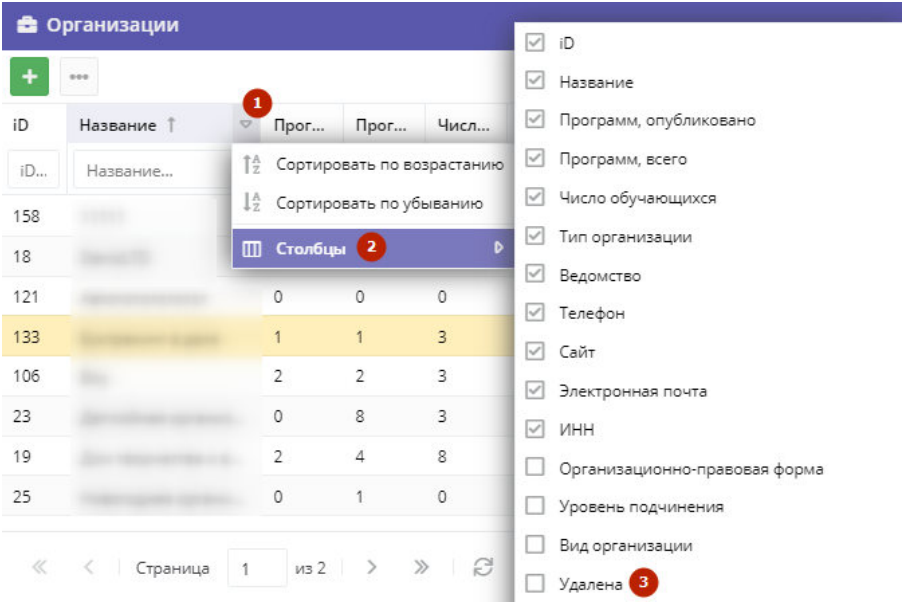 Организации
+
•••
1
iD
Название ↑
Прог...
Прог...
Числ...
iD...
Название...
Сортировать по возрастанию
Сортировать по убыванию
Столбцы 2
158
18
121 0 0 0
133 1 1 3
106 2 2 3
23 0 8 3
19 2 4 8
25 0 1 0
Страница 1 из 2
iD
Название
Программ, опубликовано
Программ, всего
Число обучающихся
Тип организации
Ведомство
Телефон
Сайт
Электронная почта
ИНН
Организационно-правовая форма
Уровень подчинения
Вид организации
Удалена 3